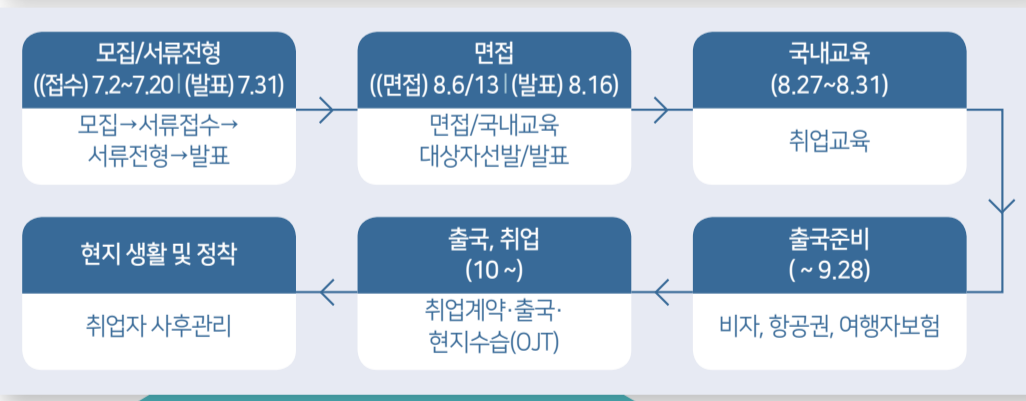 모집/서류전형
((접수) 7.2~7.20 | (발표) 7.31)
모집→서류접수→
서류전형→발표
면접
((면접) 8.6/13 | (발표) 8.16)
면접/국내교육
대상자선발/발표
국내교육
(8.27~8.31)
취업교육
출국준비
( ~ 9.28)
비자, 항공권, 여행자보험
출국, 취업
(10 ~)
취업계약·출국·
현지수습(OJT)
현지 생활 및 정착
취업자 사후관리